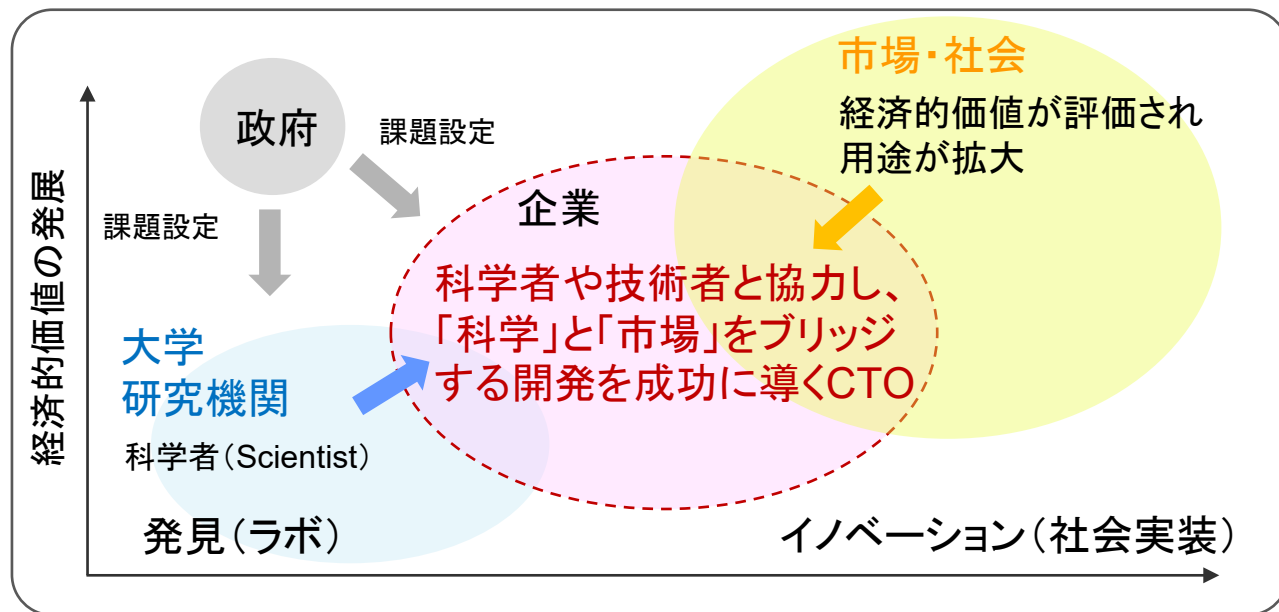 市場・社会
経済的価値が評価され
用途が拡大
政府
課題設定
課題設定
企業
科学者や技術者と協力し、
「科学」と「市場」をブリッジ
する開発を成功に導くCTO
大学
研究機関
科学者（Scientist）
経済的価値の発展
発見（ラボ）
イノベーション（社会実装）